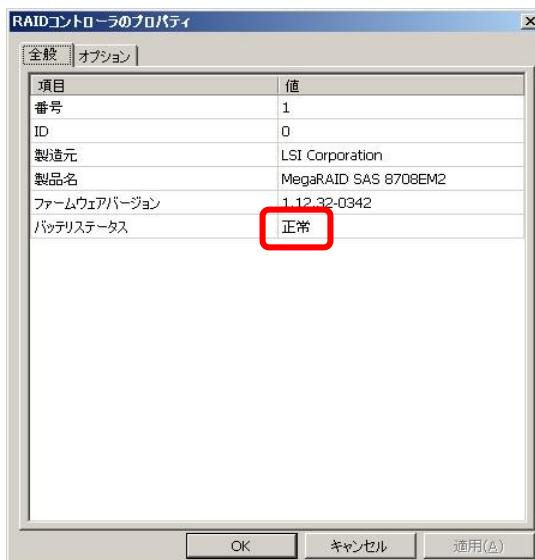 RAIDコントローラのプロパティ
全般 オプション
項目 値
番号 1
ID 0
製造元 LSI Corporation
製品名 MegaRAID SAS 8708EM2
ファームウェアバージョン 1.12.32-0342
バッテリステータス 正常
OK キャンセル 適用(A)